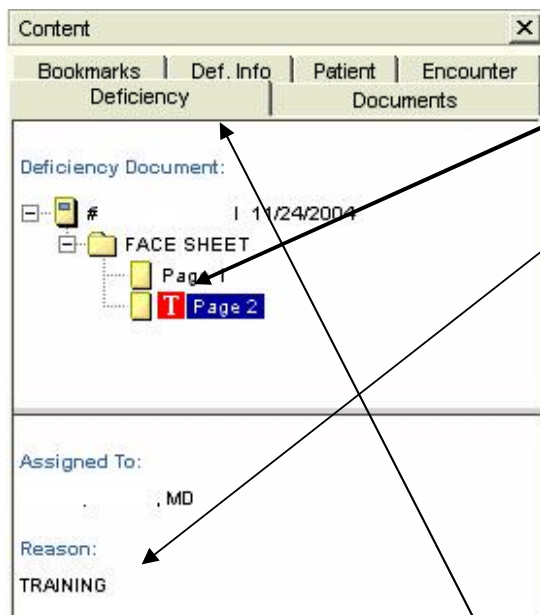 Content
Bookmarks Def. Info Patient Encounter
Deficiency Documents
Deficiency Document:
# I 11/24/2004
FACE SHEET
Page 1
T Page 2
Assigned To:
. , MD
Reason:
TRAINING